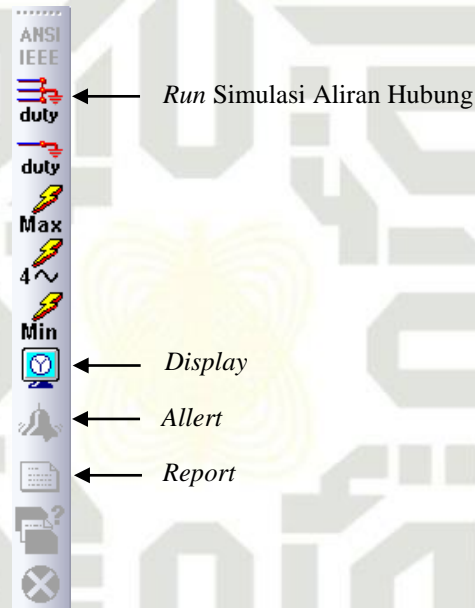 ANSI
IEEE
duty
Run Simulasi Aliran Hubung
duty
Max
4~
Min
Display
Allert
Report
?